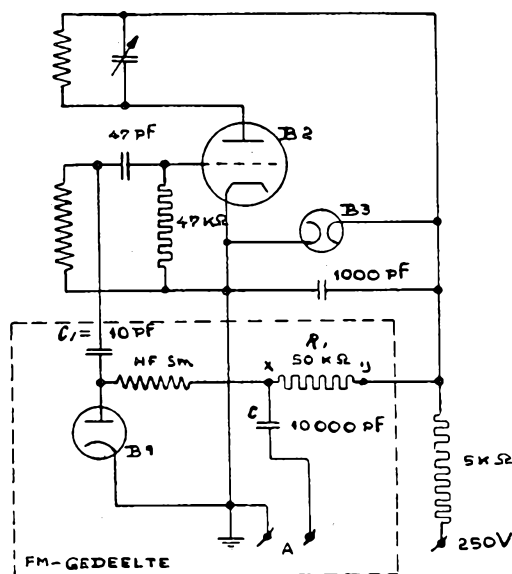 47 pF
B2
47 KΩ
B3
1000 pF
C₁ = 10 pF
HF Sm
R₁
50 KΩ
x
y
C
10000 pF
B1
5 KΩ
A
250V
FM-GEDEELTE